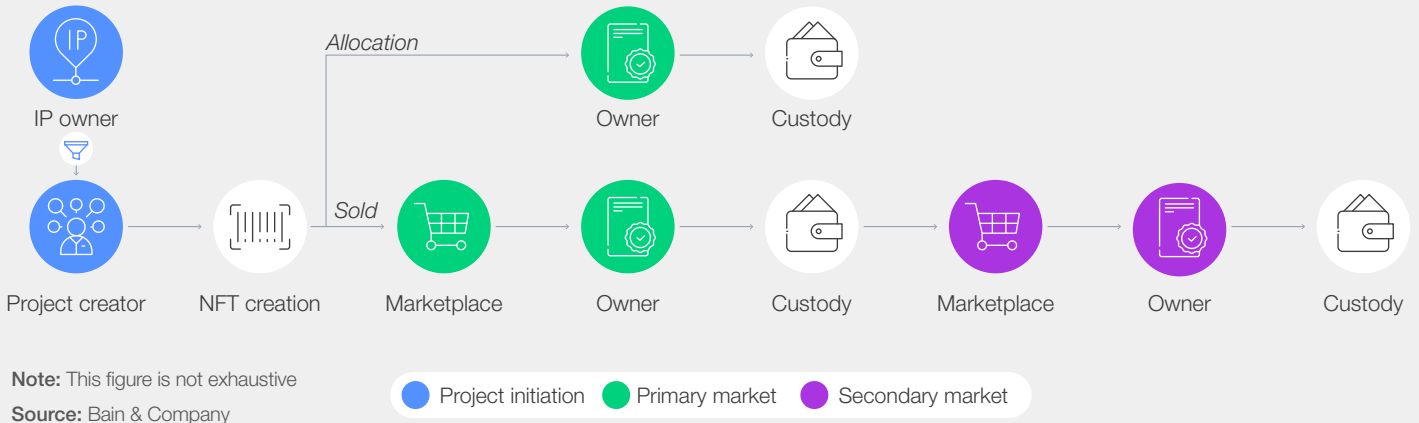 IP
Allocation
IP owner
Owner
Custody
Sold
Project creator
NFT creation
Marketplace
Owner
Custody
Marketplace
Owner
Custody
Note: This figure is not exhaustive
Source: Bain & Company
Project initiation
Primary market
Secondary market